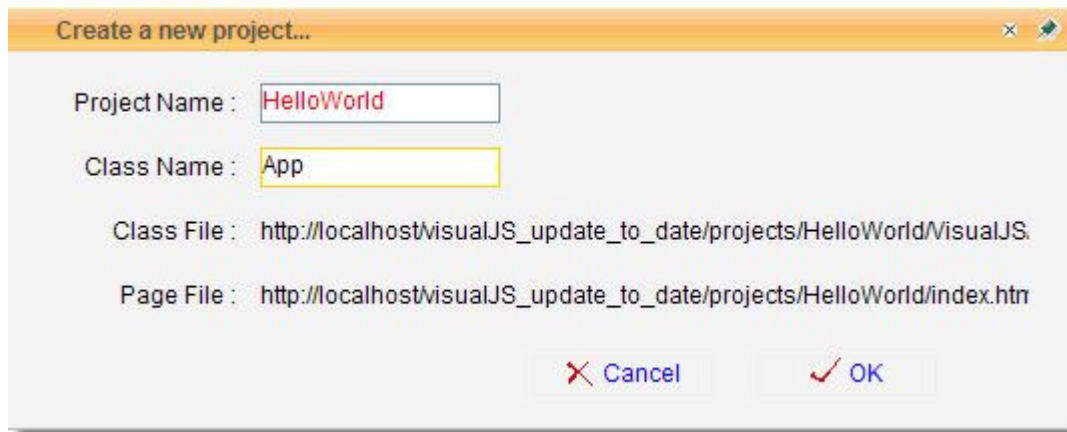 Create a new project...
Project Name : HelloWorld
Class Name : App
Class File : http://localhost/visualJS_update_to_date/projects/HelloWorld/VisualJS
Page File : http://localhost/visualJS_update_to_date/projects/HelloWorld/index.htm
Cancel OK